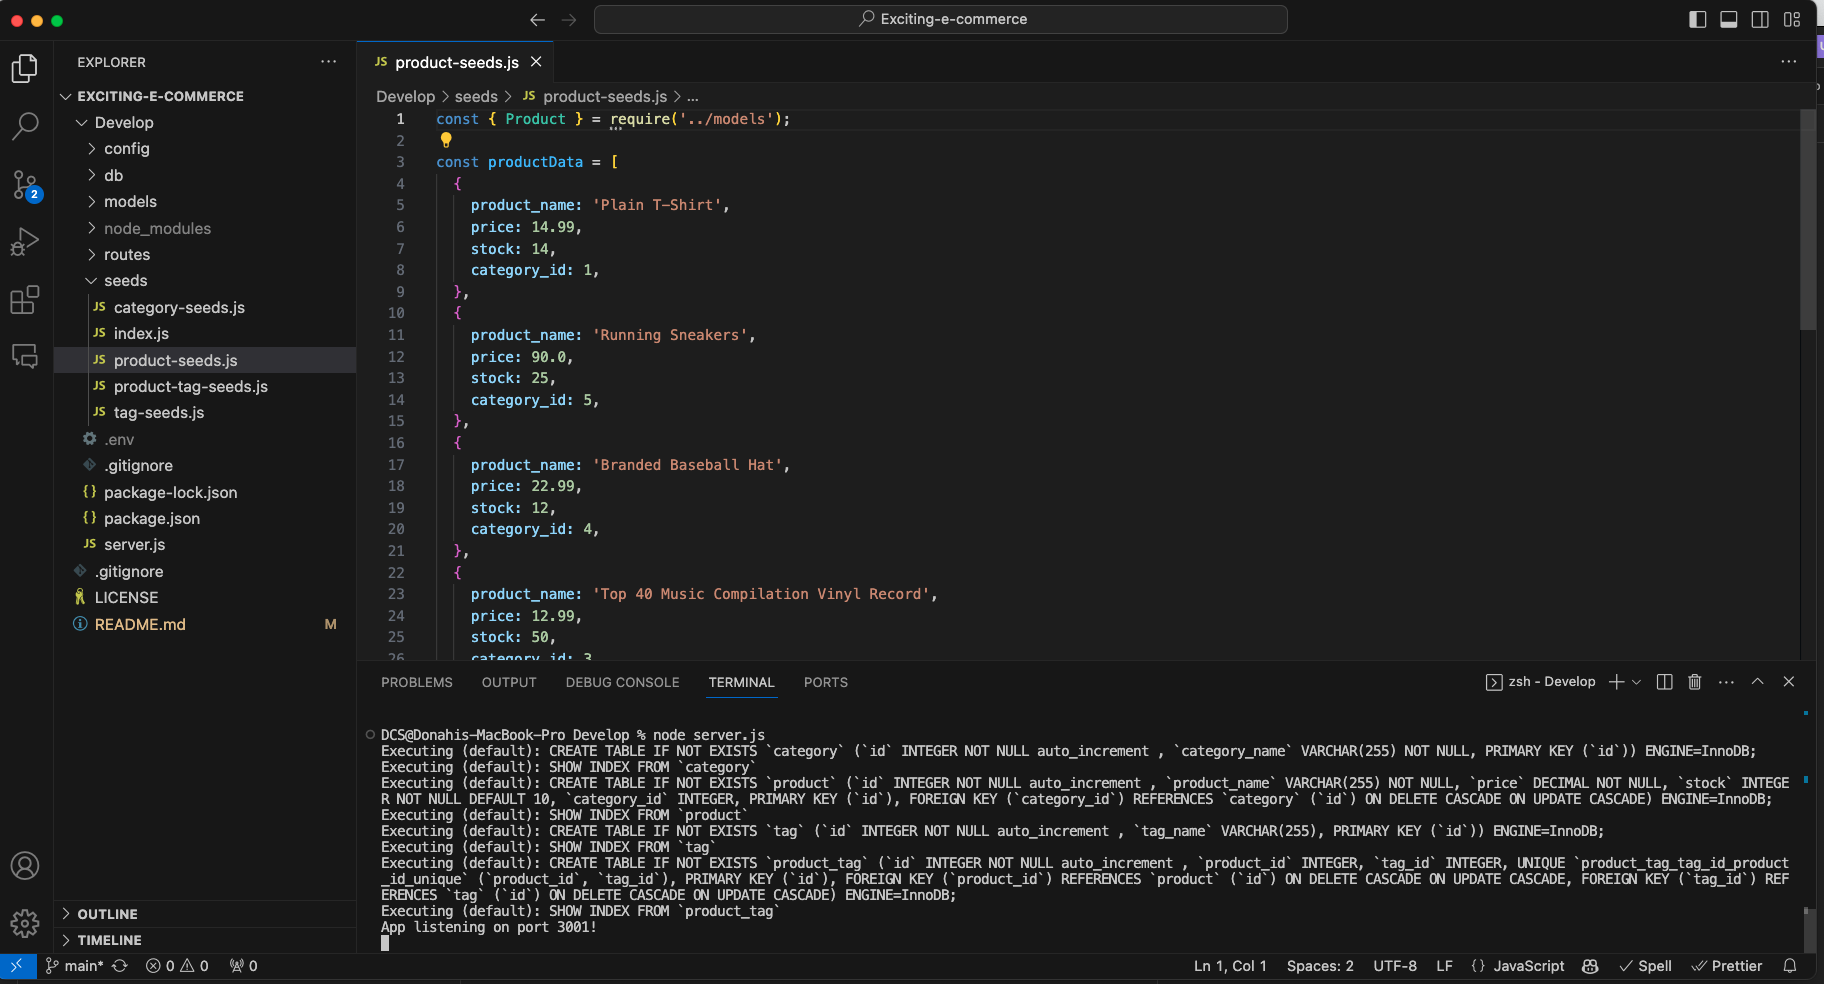 Exciting-e-commerce
EXPLORER
EXCITING-E-COMMERCE
Develop
config
db
models
node_modules
routes
seeds
JS category-seeds.js
JS index.js
JS product-seeds.js
JS product-tag-seeds.js
JS tag-seeds.js
.env
.gitignore
{} package-lock.json
{} package.json
JS server.js
.gitignore
LICENSE
README.md M
OUTLINE
TIMELINE
2
JS product-seeds.js
Develop > seeds > JS product-seeds.js > ...
1 const { Product } = require('../models');
2
3 const productData = [
4 {
5 product_name: 'Plain T-Shirt',
6 price: 14.99,
7 stock: 14,
8 category_id: 1,
9 },
10 {
11 product_name: 'Running Sneakers',
12 price: 90.0,
13 stock: 25,
14 category_id: 5,
15 },
16 {
17 product_name: 'Branded Baseball Hat',
18 price: 22.99,
19 stock: 12,
20 category_id: 4,
21 },
22 {
23 product_name: 'Top 40 Music Compilation Vinyl Record',
24 price: 12.99,
25 stock: 50,
26 category_id: 3
PROBLEMS OUTPUT DEBUG CONSOLE TERMINAL PORTS
zsh - Develop
DCS@Donahis-MacBook-Pro Develop % node server.js
Executing (default): CREATE TABLE IF NOT EXISTS `category` (`id` INTEGER NOT NULL auto_increment , `category_name` VARCHAR(255) NOT NULL, PRIMARY KEY (`id`)) ENGINE=InnoDB;
Executing (default): SHOW INDEX FROM `category`
Executing (default): CREATE TABLE IF NOT EXISTS `product` (`id` INTEGER NOT NULL auto_increment , `product_name` VARCHAR(255) NOT NULL, `price` DECIMAL NOT NULL, `stock` INTEGE
R NOT NULL DEFAULT 10, `category_id` INTEGER, PRIMARY KEY (`id`), FOREIGN KEY (`category_id`) REFERENCES `category` (`id`) ON DELETE CASCADE ON UPDATE CASCADE) ENGINE=InnoDB;
Executing (default): SHOW INDEX FROM `product`
Executing (default): CREATE TABLE IF NOT EXISTS `tag` (`id` INTEGER NOT NULL auto_increment , `tag_name` VARCHAR(255), PRIMARY KEY (`id`)) ENGINE=InnoDB;
Executing (default): SHOW INDEX FROM `tag`
Executing (default): CREATE TABLE IF NOT EXISTS `product_tag` (`id` INTEGER NOT NULL auto_increment , `product_id` INTEGER, `tag_id` INTEGER, UNIQUE `product_tag_tag_id_product
_id_unique` (`product_id`, `tag_id`), PRIMARY KEY (`id`), FOREIGN KEY (`product_id`) REFERENCES `product` (`id`) ON DELETE CASCADE ON UPDATE CASCADE, FOREIGN KEY (`tag_id`) REF
ERENCES `tag` (`id`) ON DELETE CASCADE ON UPDATE CASCADE) ENGINE=InnoDB;
Executing (default): SHOW INDEX FROM `product_tag`
App listening on port 3001!
main* 0 0 0
Ln 1, Col 1 Spaces: 2 UTF-8 LF {} JavaScript Spell Prettier